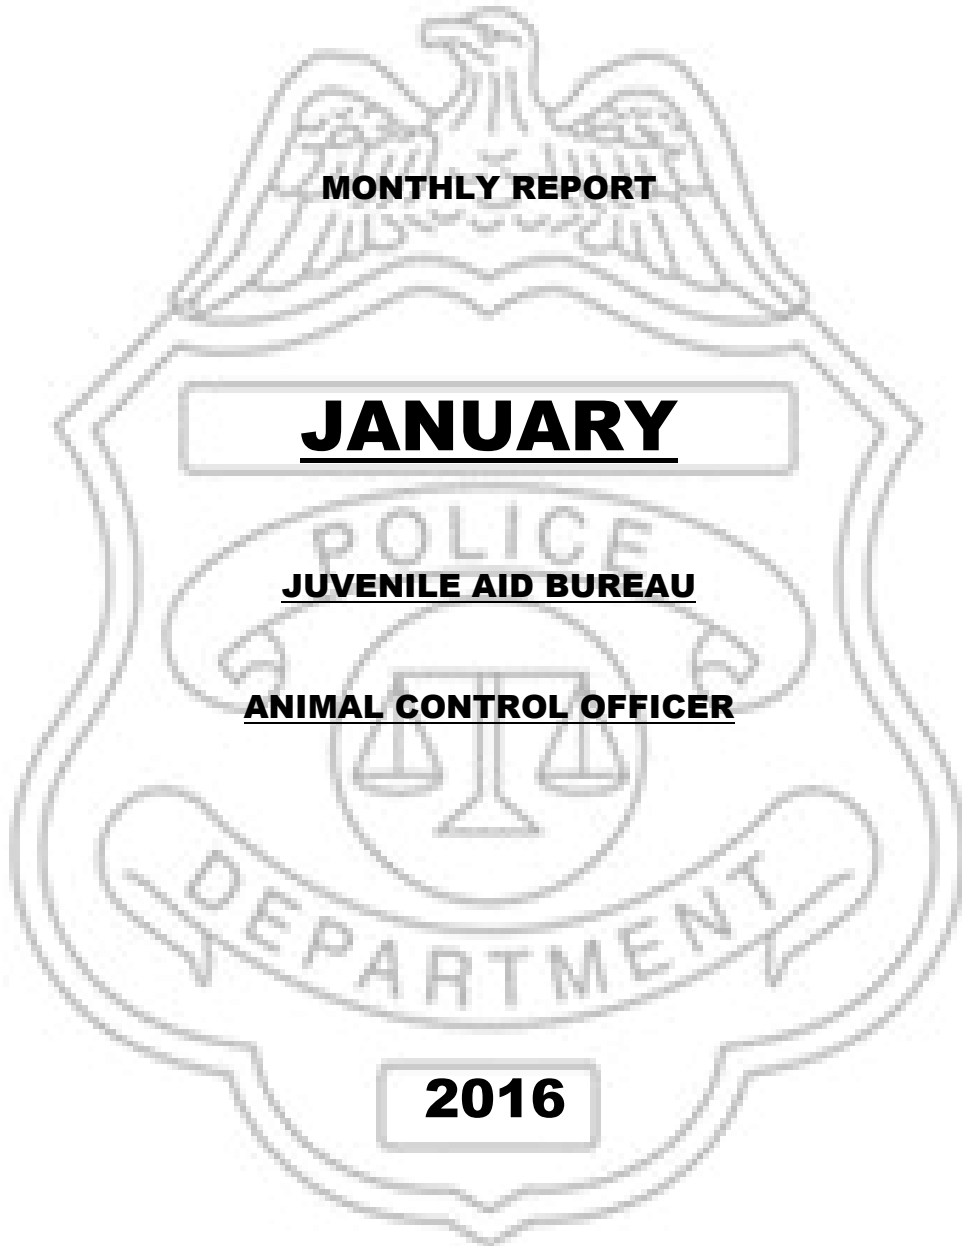 MONTHLY REPORT
JANUARY
POLICE
JUVENILE AID BUREAU
ANIMAL CONTROL OFFICER
DEPARTMENT
2016